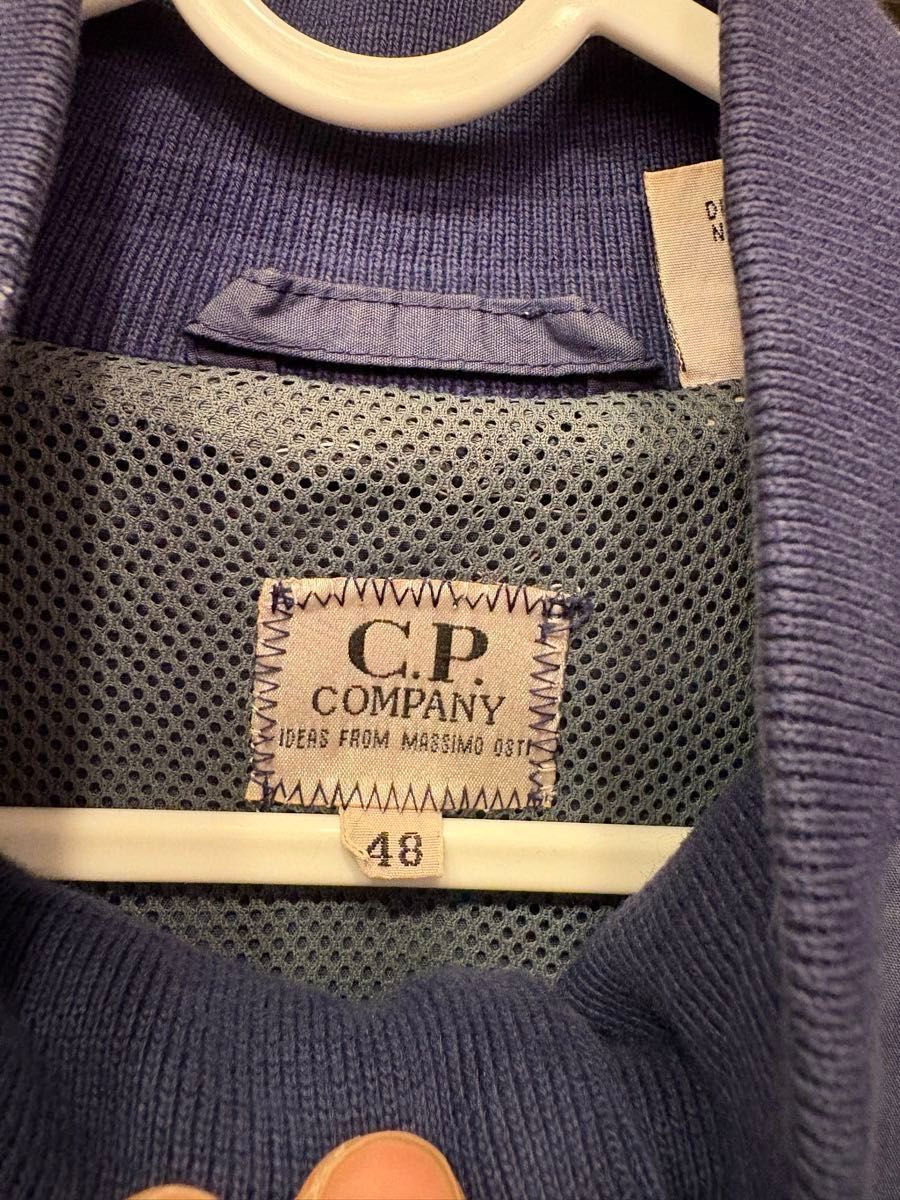 C.P.
COMPANY
IDEAS FROM MASSIMO OSTI
48